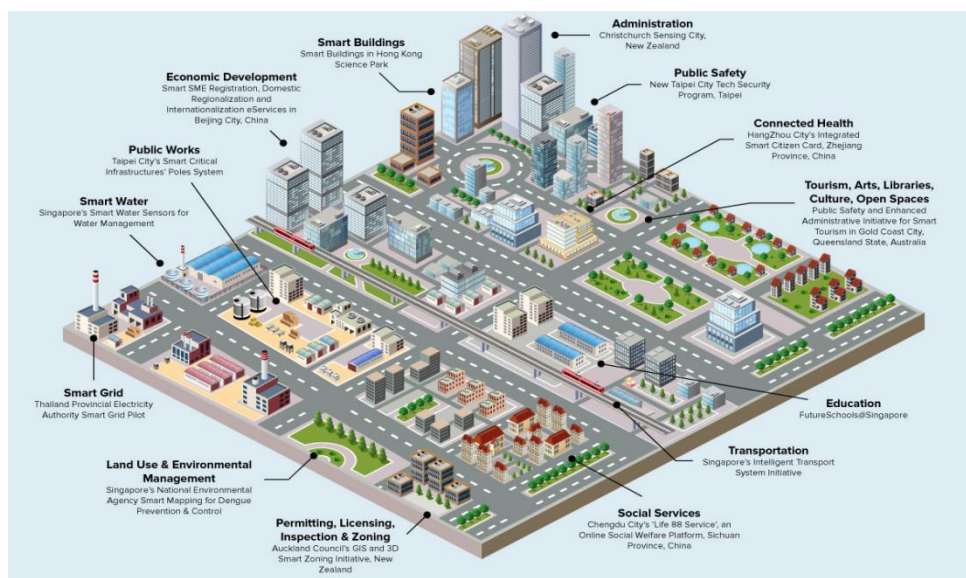 Administration
Christchurch Sensing City,
New Zealand
Smart Buildings
Smart Buildings in Hong Kong
Science Park
Economic Development
Smart SME Registration, Domestic
Regionalization and
Internationalization eServices in
Beijing City, China
Public Safety
New Taipei City Tech Security
Program, Taipei
Connected Health
HangZhou City's Integrated
Smart Citizen Card, Zhejiang
Province, China
Public Works
Taipei City's Smart Critical
Infrastructures' Poles System
Tourism, Arts, Libraries,
Culture, Open Spaces
Public Safety and Enhanced
Administrative Initiative for Smart
Tourism in Gold Coast City,
Queensland State, Australia
Smart Water
Singapore's Smart Water Sensors for
Water Management
Smart Grid
Thailand Provincial Electricity
Authority Smart Grid Pilot
Education
FutureSchools@Singapore
Transportation
Singapore's Intelligent Transport
System Initiative
Land Use & Environmental
Management
Singapore's National Environmental
Agency Smart Mapping for Dengue
Prevention & Control
Social Services
Chengdu City's 'Life 88 Service', an
Online Social Welfare Platform, Sichuan
Province, China
Permitting, Licensing,
Inspection & Zoning
Auckland Council's GIS and 3D
Smart Zoning Initiative, New
Zealand